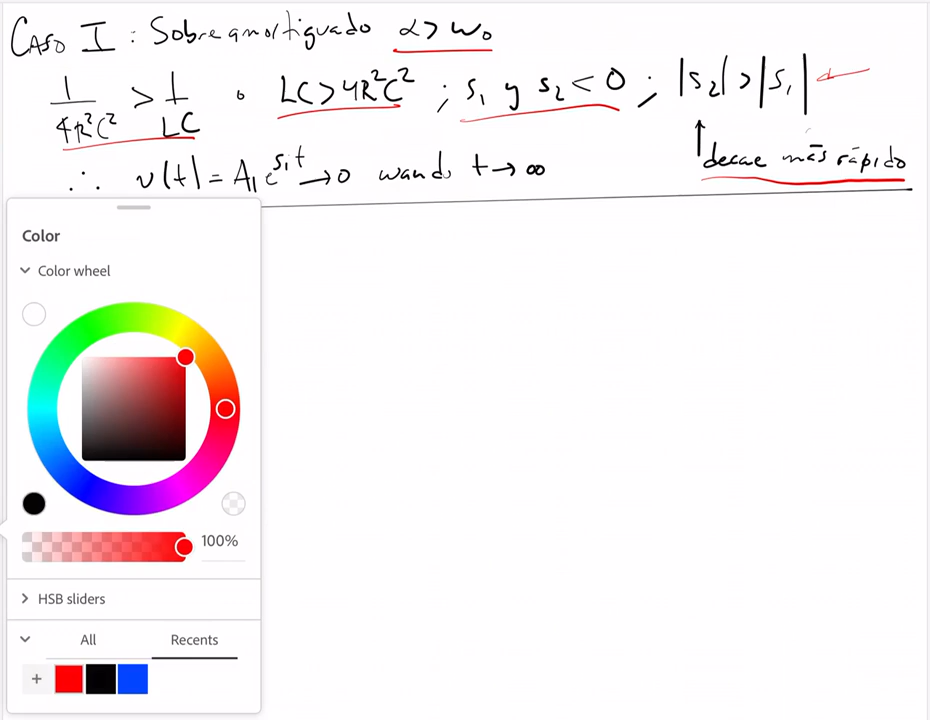 CASO I : Sobreamortiguado α > ω₀
1/4R²C² > 1/LC o LC > 4R²C² ; s₁ y s₂ < 0 ; |s₂| > |s₁| ←
↑ decae más rápido
∴ v(t) = A₁e^{s₁t} → 0 cuando t → ∞
Color
Color wheel
100%
HSB sliders
All Recents
+